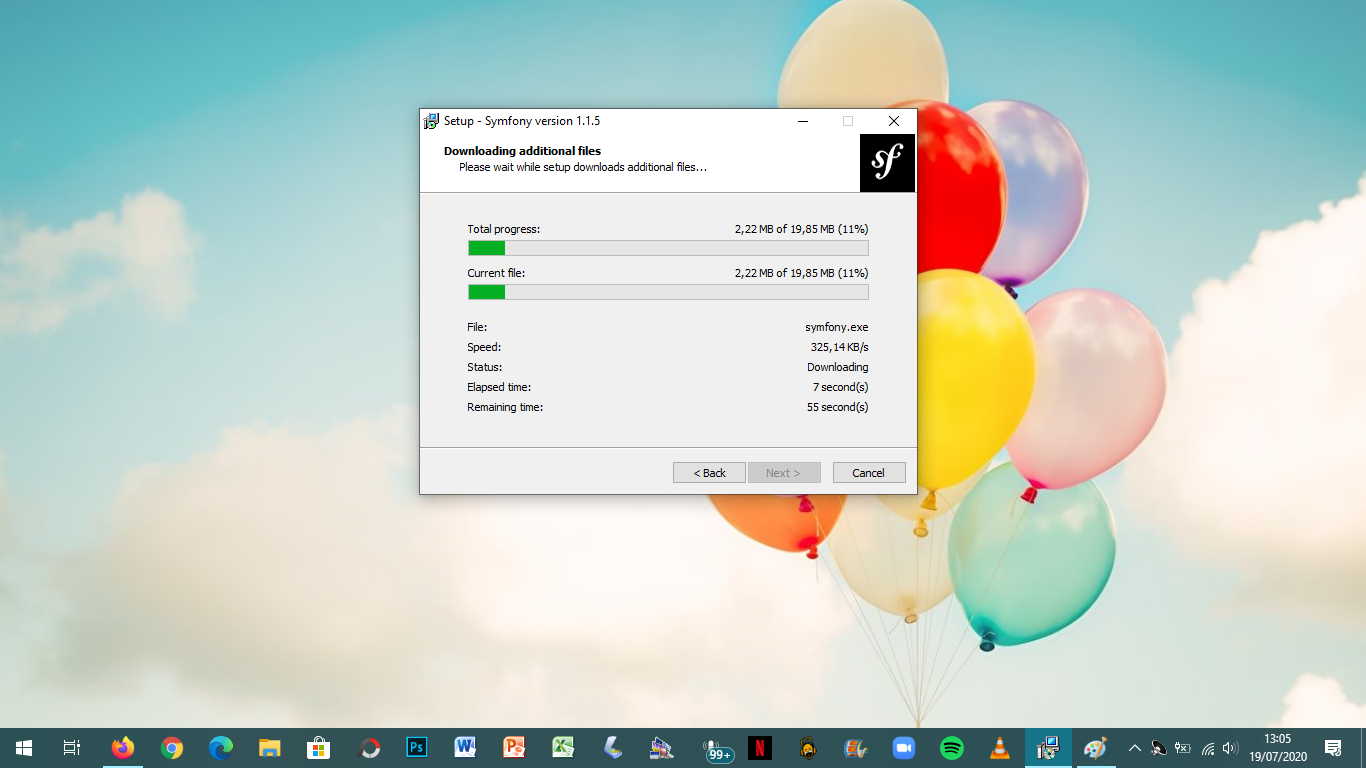 Setup - Symfony version 1.1.5
Downloading additional files
Please wait while setup downloads additional files...
sf
Total progress: 2,22 MB of 19,85 MB (11%)
Current file: 2,22 MB of 19,85 MB (11%)
File: symfony.exe
Speed: 325,14 KB/s
Status: Downloading
Elapsed time: 7 second(s)
Remaining time: 55 second(s)
< Back Next > Cancel
Ps W P X 99+ N
13:05
19/07/2020